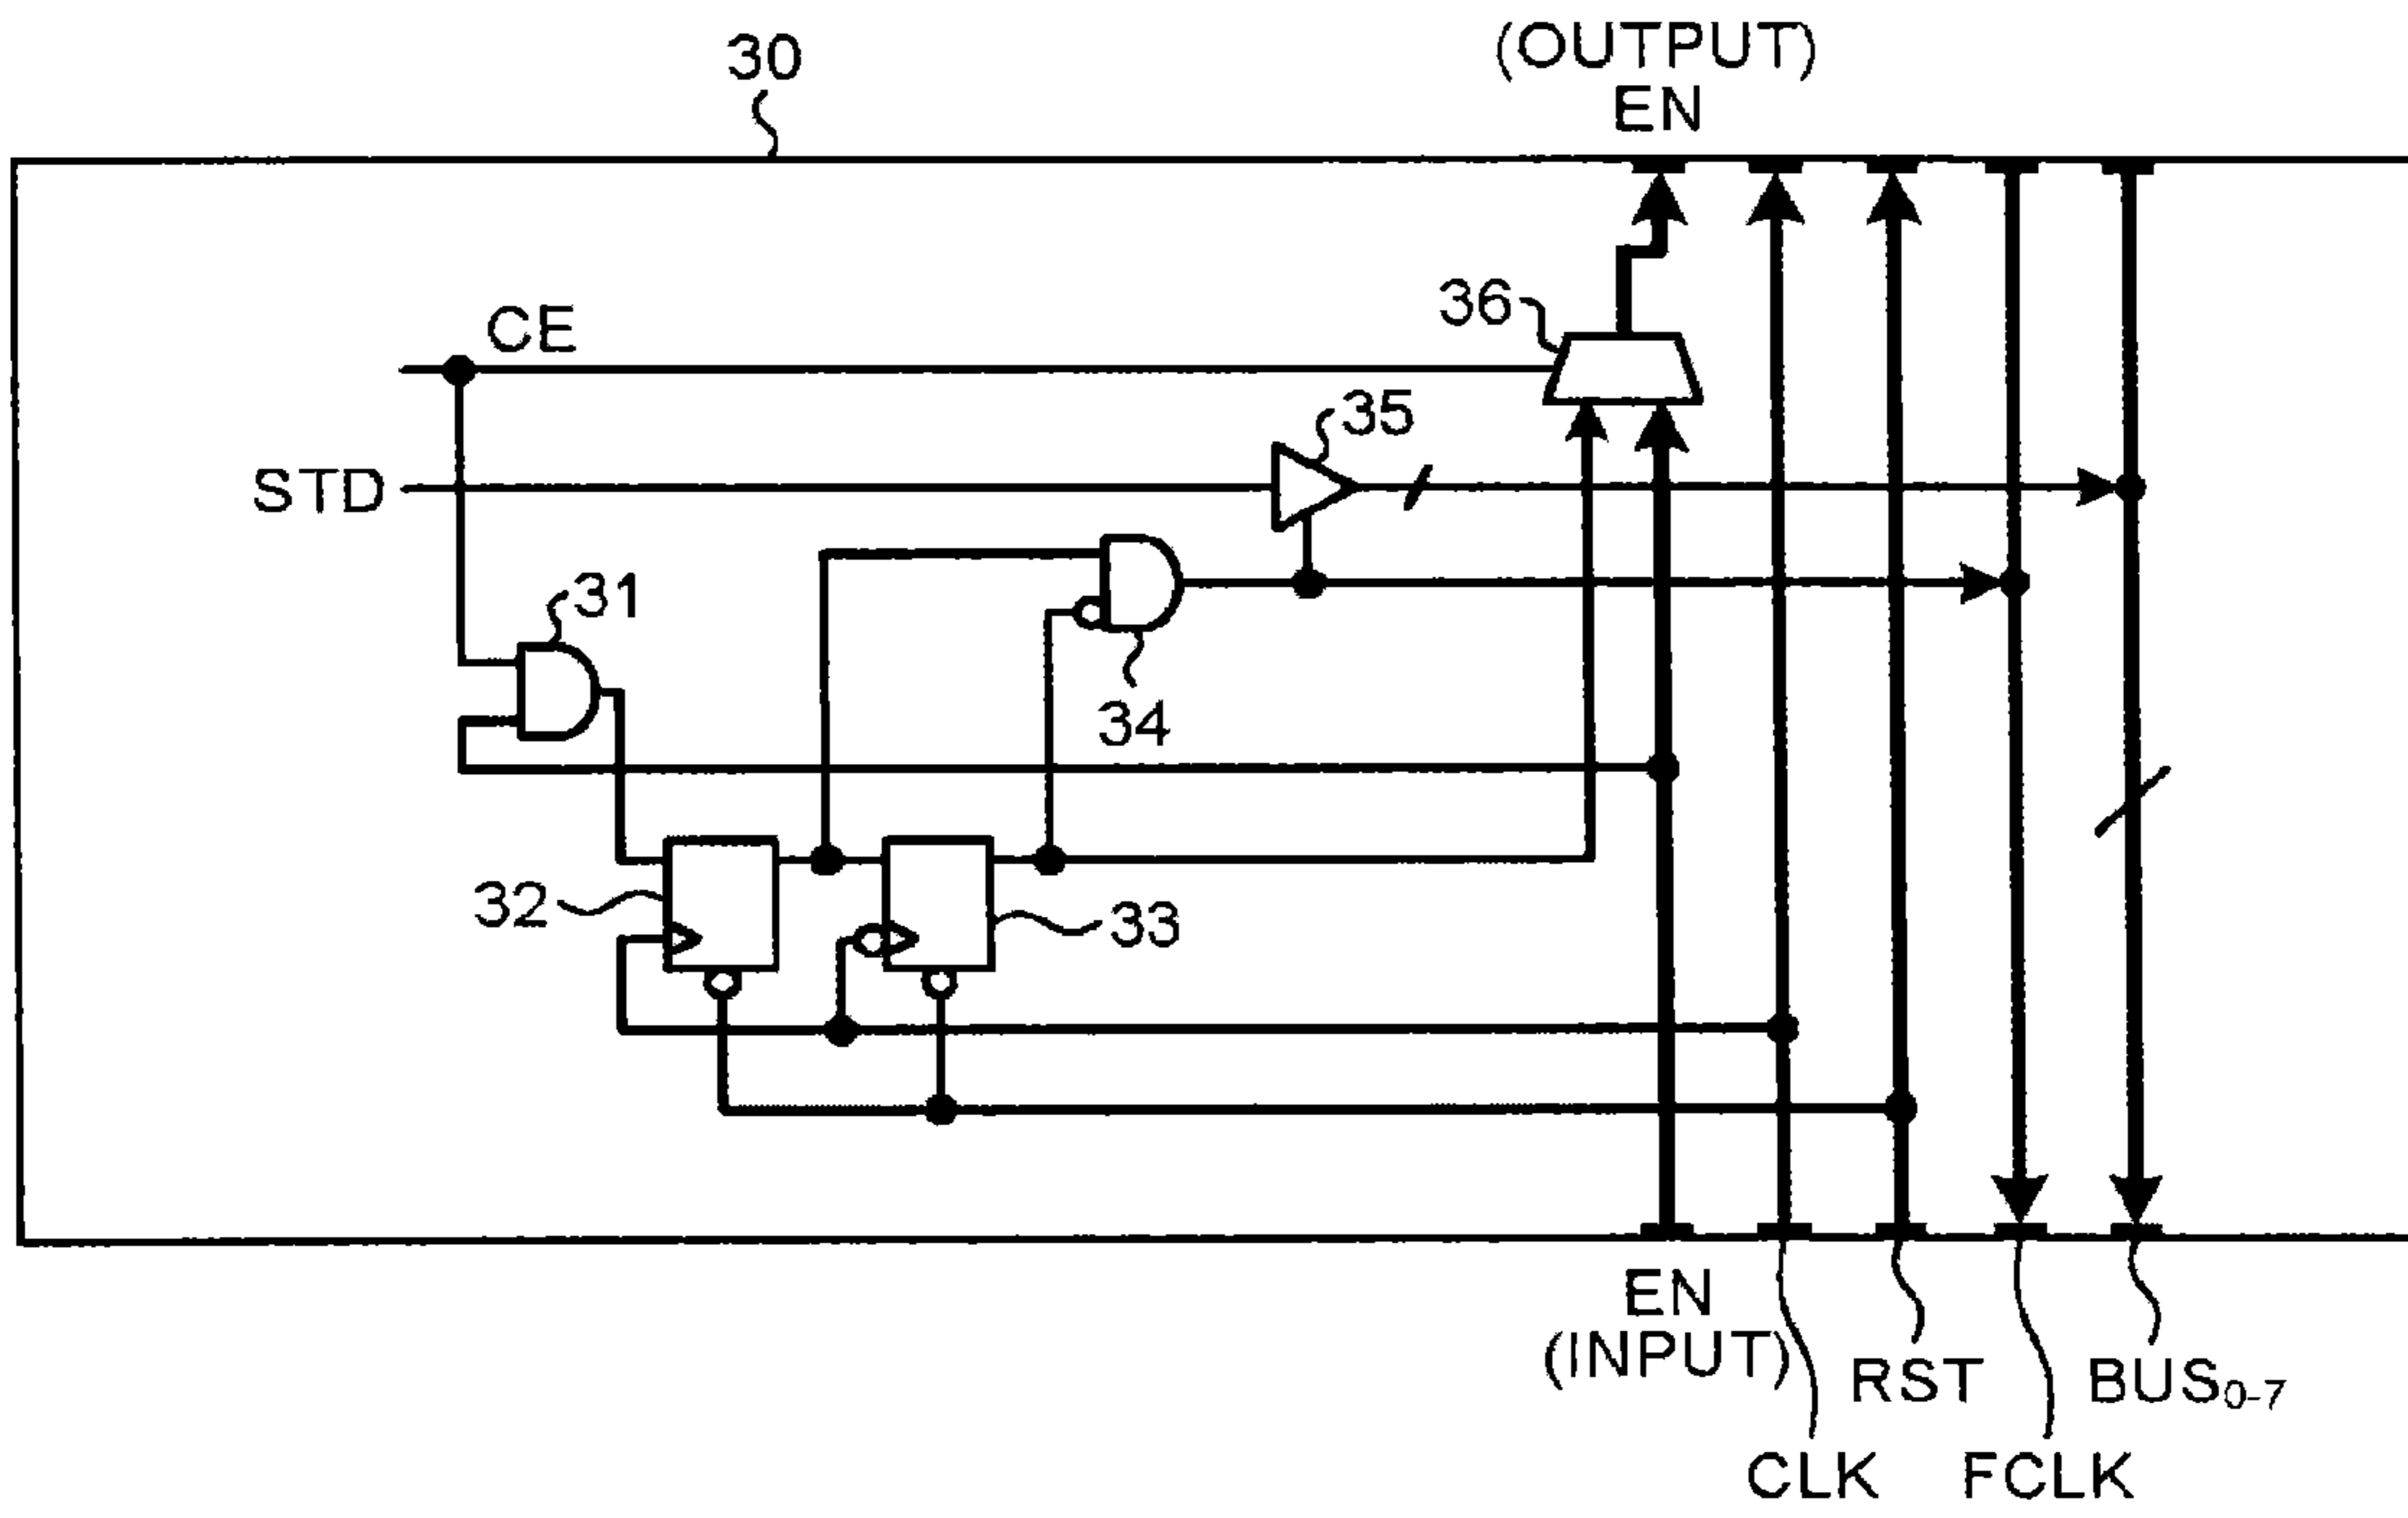 30
(OUTPUT)
EN
CE
36
35
STD
31
34
32
33
EN
(INPUT)
RST
BUS0-7
CLK
FCLK